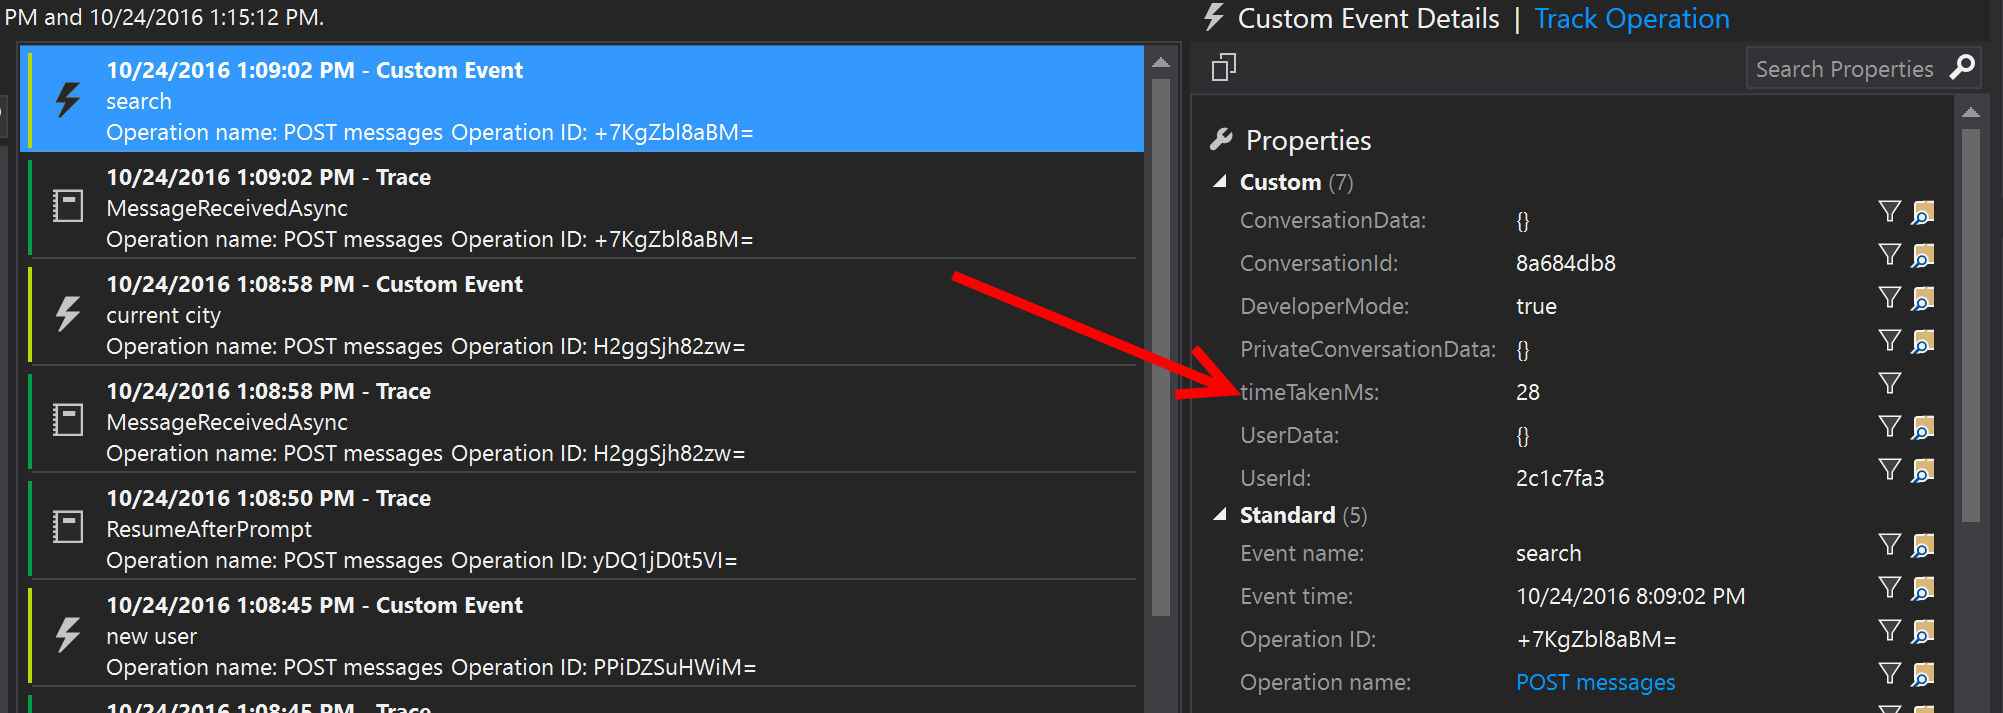 PM and 10/24/2016 1:15:12 PM.
10/24/2016 1:09:02 PM - Custom Event
search
Operation name: POST messages Operation ID: +7KgZbl8aBM=
10/24/2016 1:09:02 PM - Trace
MessageReceivedAsync
Operation name: POST messages Operation ID: +7KgZbl8aBM=
10/24/2016 1:08:58 PM - Custom Event
current city
Operation name: POST messages Operation ID: H2ggSjh82zw=
10/24/2016 1:08:58 PM - Trace
MessageReceivedAsync
Operation name: POST messages Operation ID: H2ggSjh82zw=
10/24/2016 1:08:50 PM - Trace
ResumeAfterPrompt
Operation name: POST messages Operation ID: yDQ1jD0t5VI=
10/24/2016 1:08:45 PM - Custom Event
new user
Operation name: POST messages Operation ID: PPiDZSuHWiM=
10/24/2016 1:08:45 PM - Trace
Custom Event Details | Track Operation
Search Properties
Properties
Custom (7)
ConversationData: {}
ConversationId: 8a684db8
DeveloperMode: true
PrivateConversationData: {}
timeTakenMs: 28
UserData: {}
UserId: 2c1c7fa3
Standard (5)
Event name: search
Event time: 10/24/2016 8:09:02 PM
Operation ID: +7KgZbl8aBM=
Operation name: POST messages